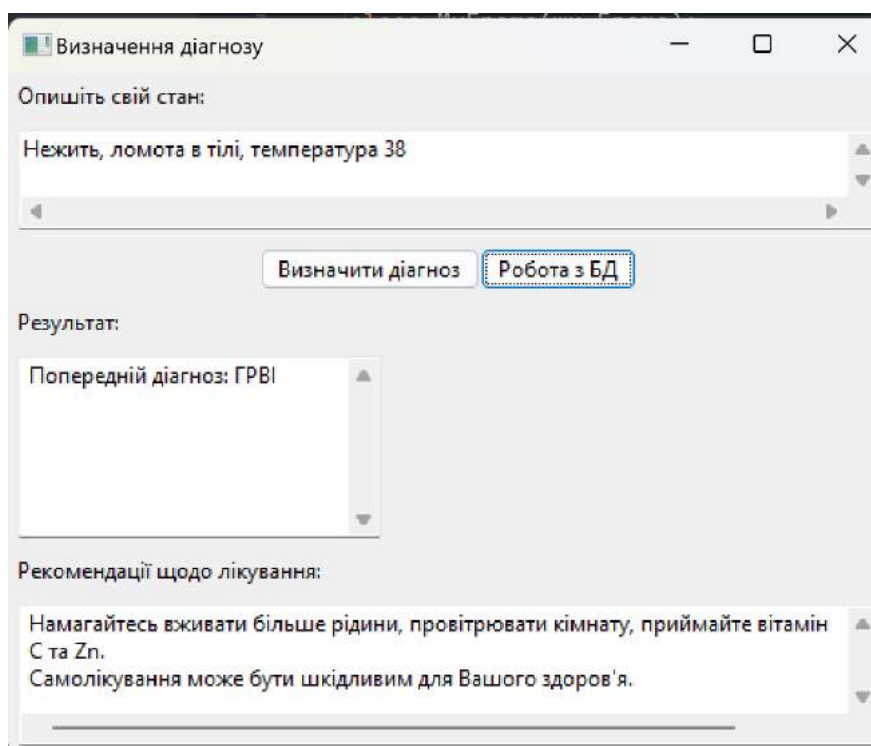 Визначення діагнозу
Опишіть свій стан:
Нежить, ломота в тілі, температура 38
Визначити діагноз Робота з БД
Результат:
Попередній діагноз: ГРВІ
Рекомендації щодо лікування:
Намагайтесь вживати більше рідини, провітрювати кімнату, приймайте вітамін
С та Zn.
Самолікування може бути шкідливим для Вашого здоров'я.